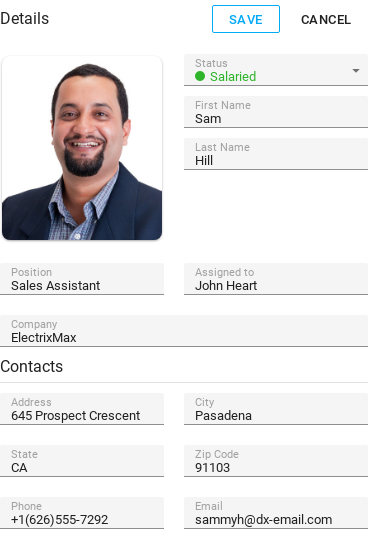 Details
SAVE
CANCEL
Status
Salaried
First Name
Sam
Last Name
Hill
Position
Sales Assistant
Assigned to
John Heart
Company
ElectrixMax
Contacts
Address
645 Prospect Crescent
City
Pasadena
State
CA
Zip Code
91103
Phone
+1(626)555-7292
Email
sammyh@dx-email.com